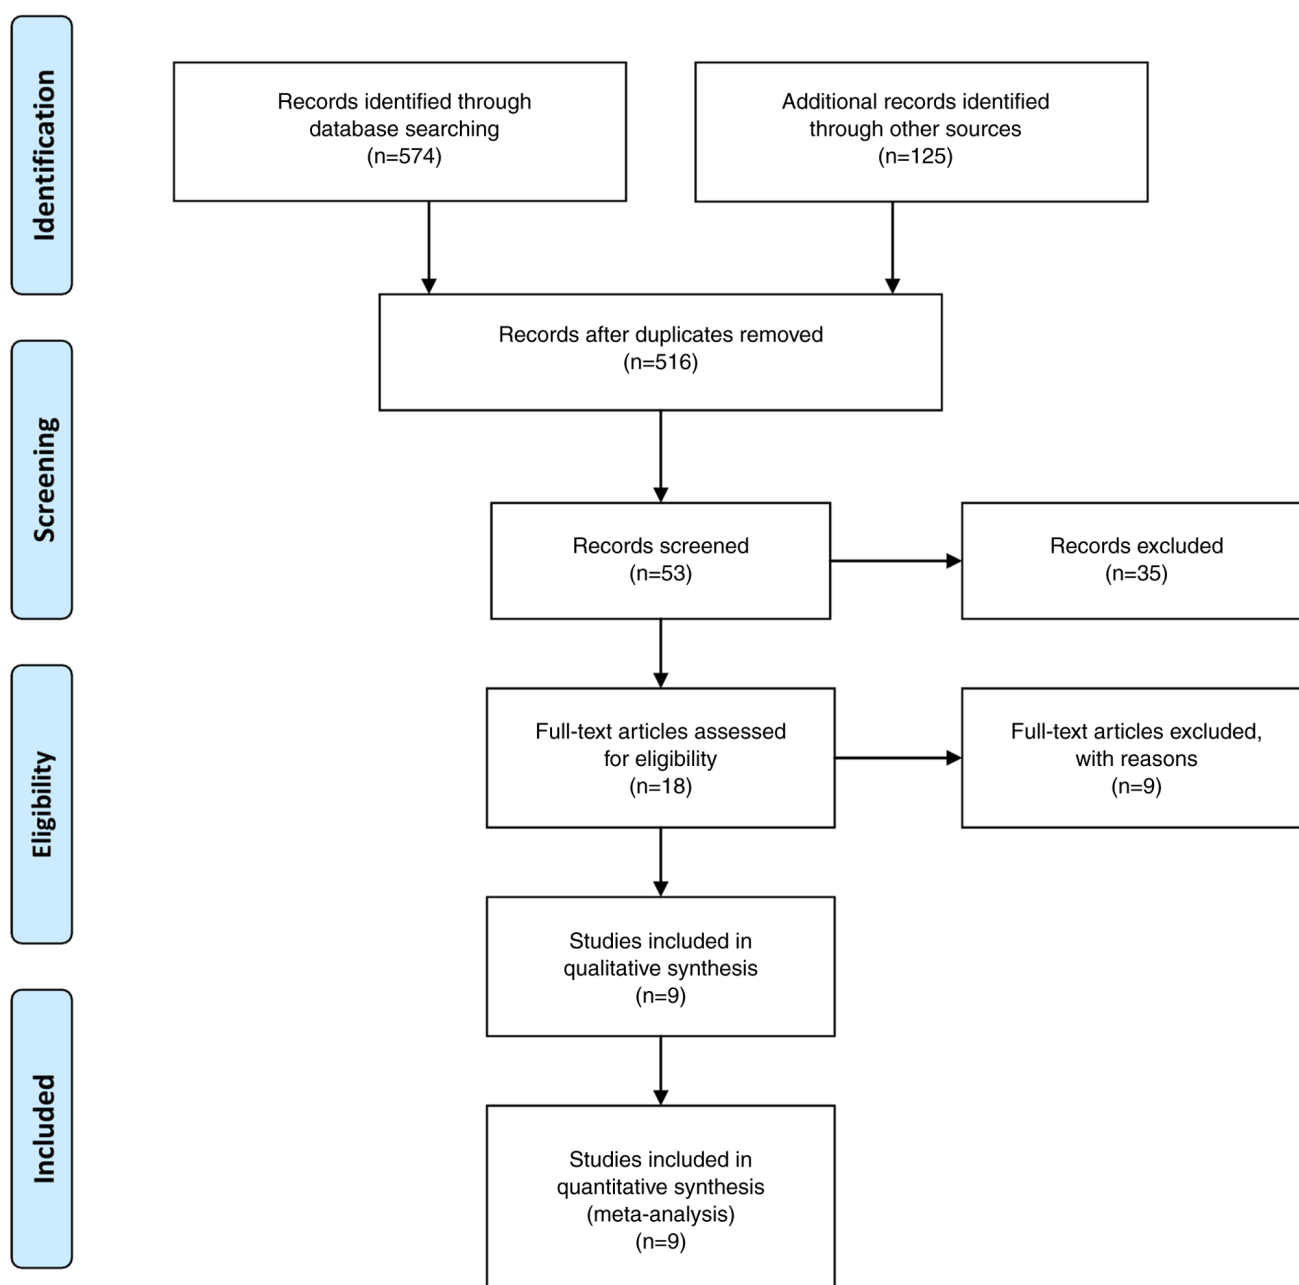 Identification
Records identified through
database searching
(n=574)
Additional records identified
through other sources
(n=125)
Records after duplicates removed
(n=516)
Screening
Records screened
(n=53)
Records excluded
(n=35)
Eligibility
Full-text articles assessed
for eligibility
(n=18)
Full-text articles excluded,
with reasons
(n=9)
Studies included in
qualitative synthesis
(n=9)
Included
Studies included in
quantitative synthesis
(meta-analysis)
(n=9)